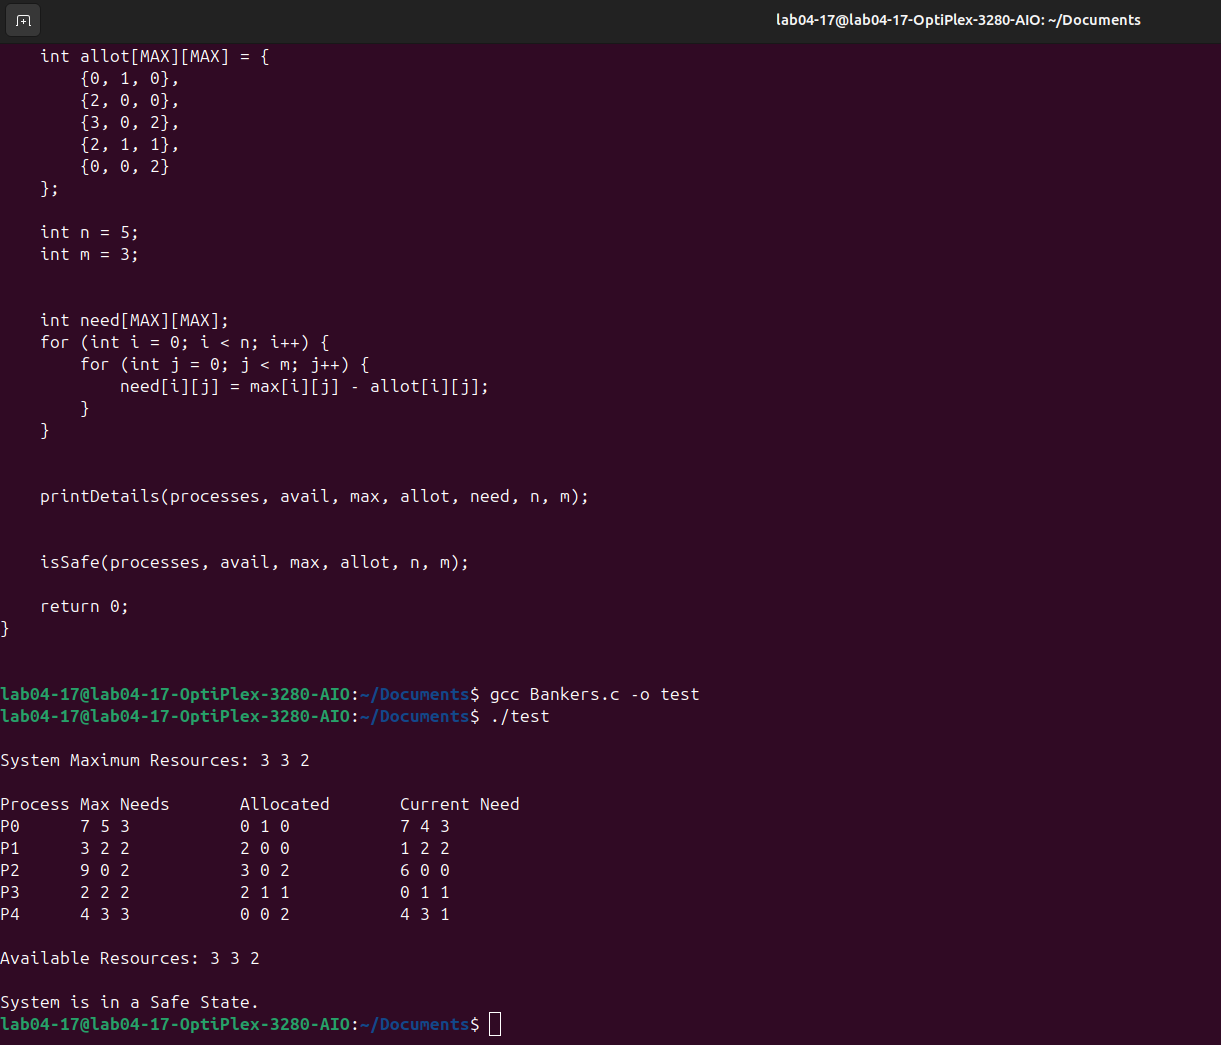 lab04-17@lab04-17-OptiPlex-3280-AIO: ~/Documents
    int allot[MAX][MAX] = {
        {0, 1, 0},
        {2, 0, 0},
        {3, 0, 2},
        {2, 1, 1},
        {0, 0, 2}
    };
    int n = 5;
    int m = 3;
    int need[MAX][MAX];
    for (int i = 0; i < n; i++) {
        for (int j = 0; j < m; j++) {
            need[i][j] = max[i][j] - allot[i][j];
        }
    }
    printDetails(processes, avail, max, allot, need, n, m);
    isSafe(processes, avail, max, allot, n, m);
    return 0;
}
lab04-17@lab04-17-OptiPlex-3280-AIO:~/Documents$ gcc Bankers.c -o test
lab04-17@lab04-17-OptiPlex-3280-AIO:~/Documents$ ./test
System Maximum Resources: 3 3 2
Process Max Needs       Allocated       Current Need
P0      7 5 3           0 1 0           7 4 3
P1      3 2 2           2 0 0           1 2 2
P2      9 0 2           3 0 2           6 0 0
P3      2 2 2           2 1 1           0 1 1
P4      4 3 3           0 0 2           4 3 1
Available Resources: 3 3 2
System is in a Safe State.
lab04-17@lab04-17-OptiPlex-3280-AIO:~/Documents$